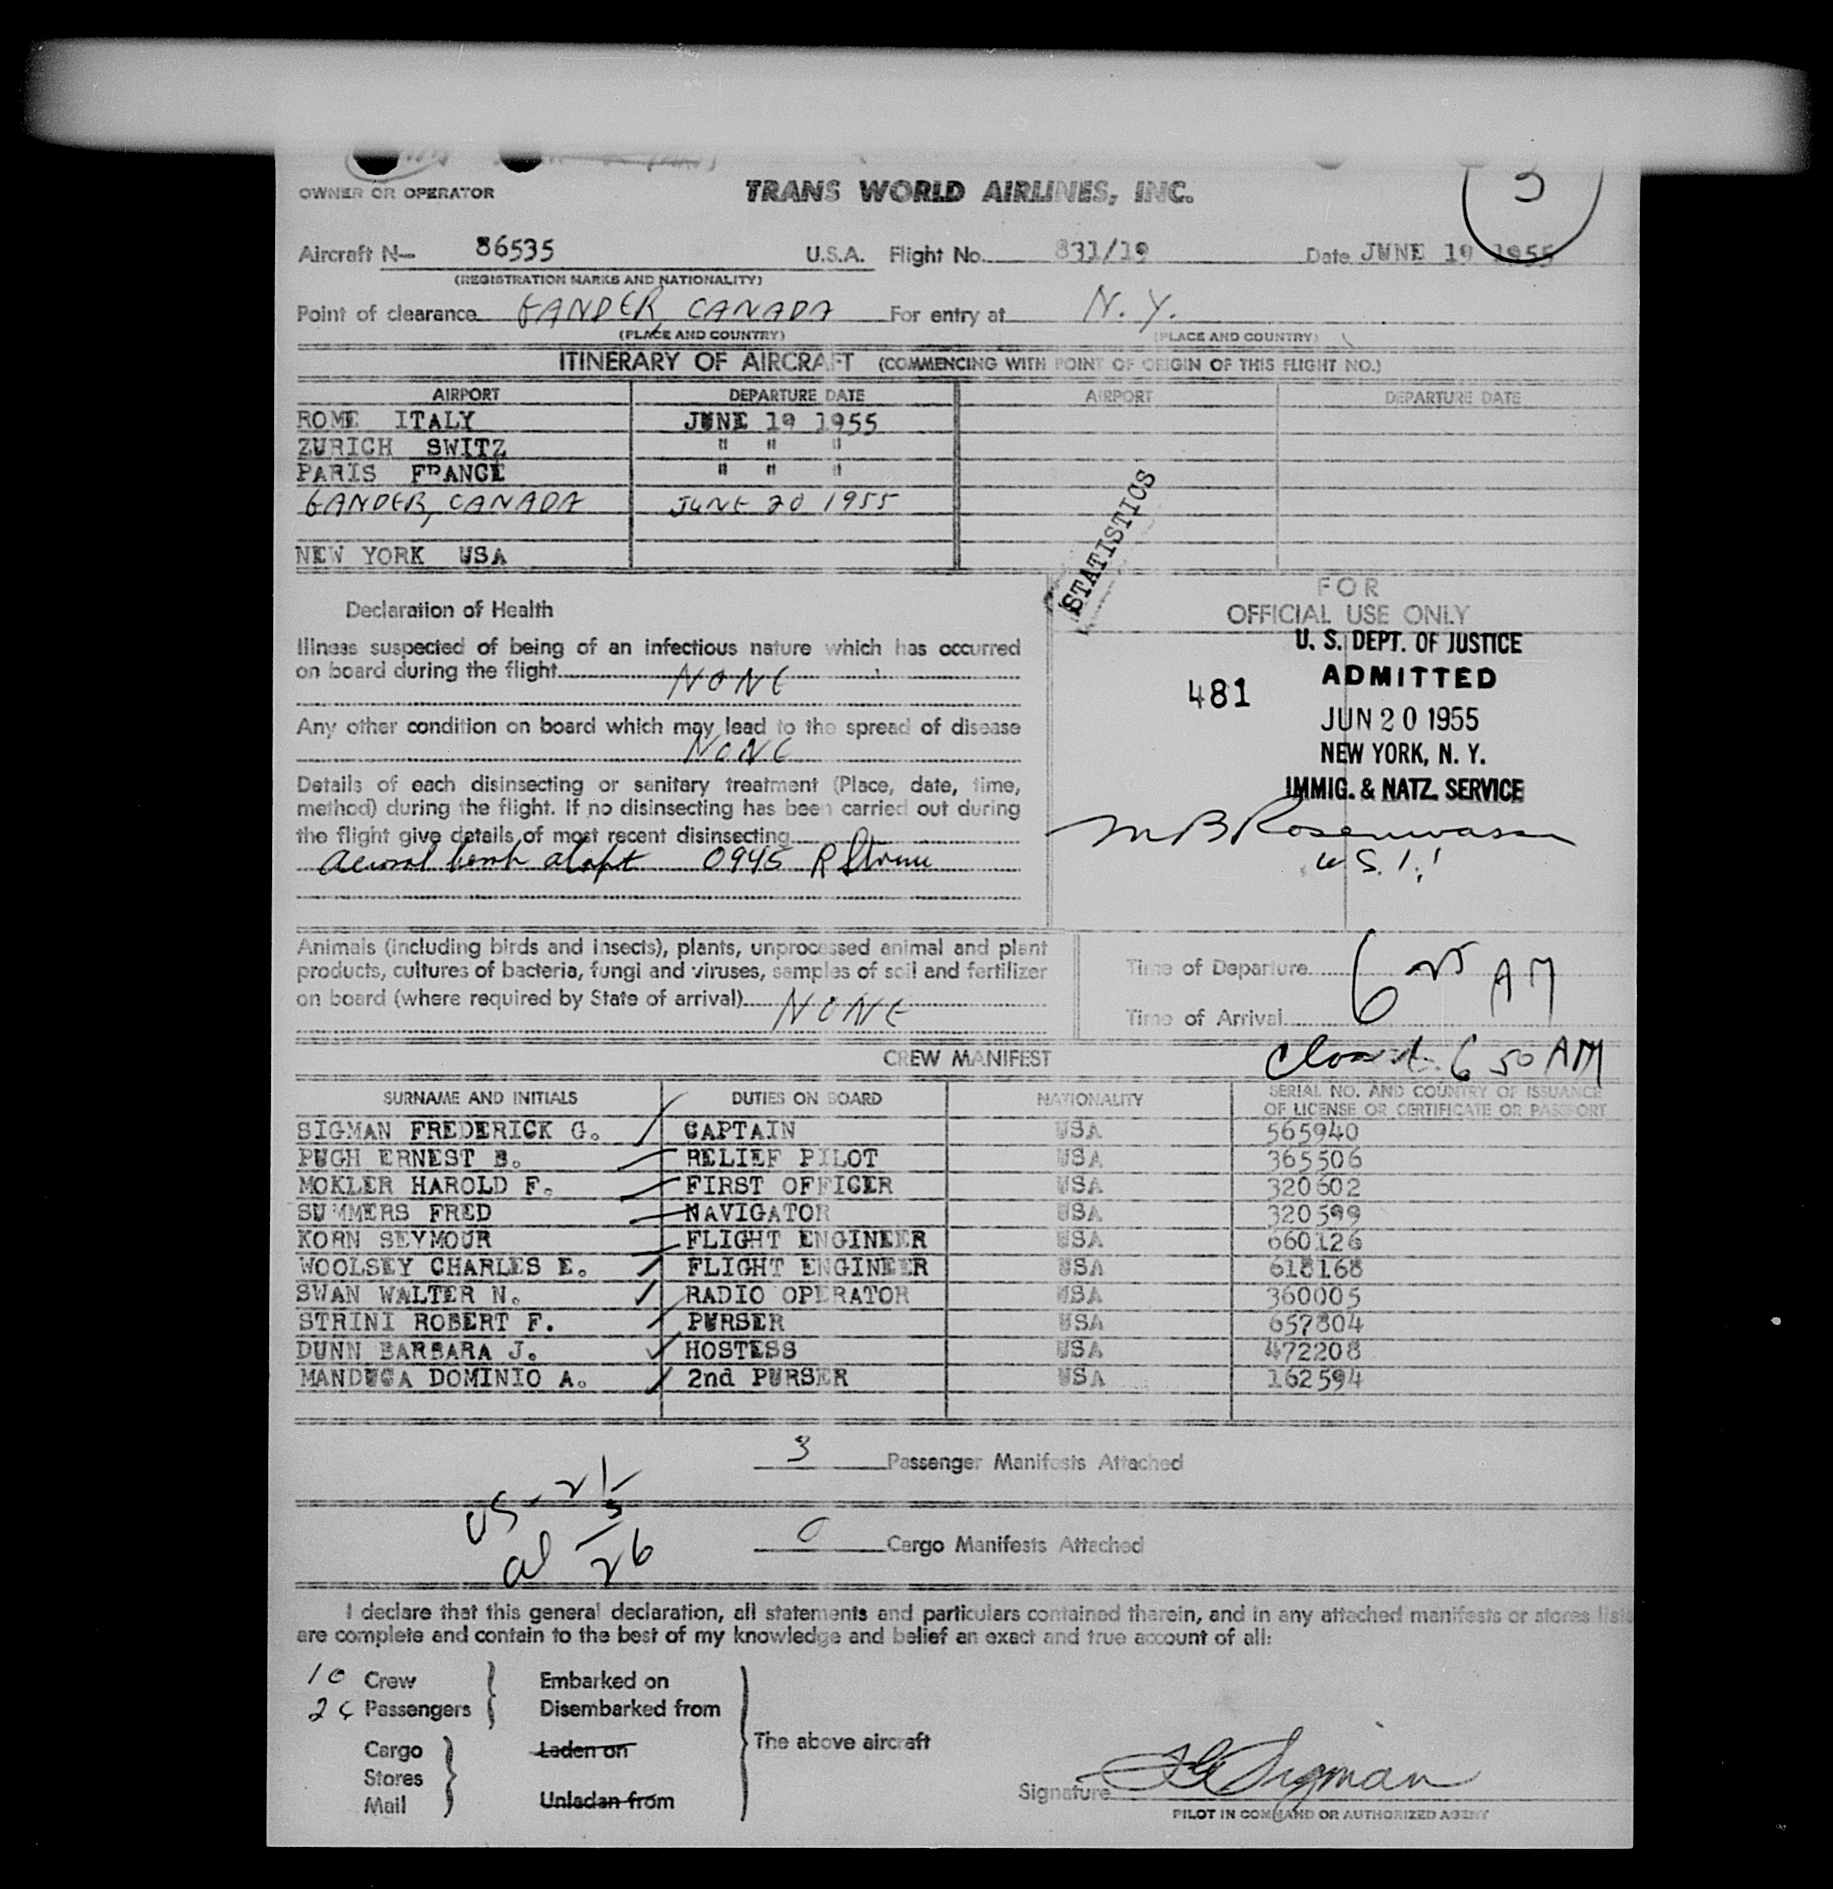 3
OWNER OR OPERATOR TRANS WORLD AIRLINES, INC.
Aircraft N- 86535 U.S.A. Flight No. 831/19 Date JUNE 19 1955
(REGISTRATION MARKS AND NATIONALITY)
Point of clearance GANDER, CANADA For entry at N.Y.
(PLACE AND COUNTRY) (PLACE AND COUNTRY)
ITINERARY OF AIRCRAFT (COMMENCING WITH POINT OF ORIGIN OF THIS FLIGHT NO.)
AIRPORT DEPARTURE DATE AIRPORT DEPARTURE DATE
ROME ITALY JUNE 19 1955
ZURICH SWITZ " " "
PARIS FRANCE " " "
GANDER, CANADA JUNE 20 1955
NEW YORK USA
STATISTICS
Declaration of Health
Illness suspected of being of an infectious nature which has occurred
on board during the flight NONE
Any other condition on board which may lead to the spread of disease
NONE
Details of each disinsecting or sanitary treatment (Place, date, time,
method) during the flight. If no disinsecting has been carried out during
the flight give details of most recent disinsecting
0945 R Strini
FOR
OFFICIAL USE ONLY
U. S. DEPT. OF JUSTICE
ADMITTED
481
JUN 20 1955
NEW YORK, N. Y.
IMMIG. & NATZ. SERVICE
M B Rosenwasser
U.S.I.
Animals (including birds and insects), plants, unprocessed animal and plant
products, cultures of bacteria, fungi and viruses, samples of soil and fertilizer
on board (where required by State of arrival) NONE
Time of Departure
Time of Arrival 6 25 AM
Closed 6 50 AM
CREW MANIFEST
SURNAME AND INITIALS DUTIES ON BOARD NATIONALITY SERIAL NO. AND COUNTRY OF ISSUANCE
OF LICENSE OR CERTIFICATE OR PASSPORT
SIGMAN FREDERICK G. CAPTAIN USA 565940
PUGH ERNEST B. RELIEF PILOT USA 365506
MOKLER HAROLD F. FIRST OFFICER USA 320602
SUMMERS FRED NAVIGATOR USA 320599
KORN SEYMOUR FLIGHT ENGINEER USA 660126
WOOLSEY CHARLES E. FLIGHT ENGINEER USA 618168
SWAN WALTER N. RADIO OPERATOR USA 360005
STRINI ROBERT F. PURSER USA 657804
DUNN BARBARA J. HOSTESS USA 472208
MANDUCA DOMINIO A. 2nd PURSER USA 162594
3 Passenger Manifests Attached
US - 21
al 5
26
0 Cargo Manifests Attached
I declare that this general declaration, all statements and particulars contained therein, and in any attached manifests or stores lists
are complete and contain to the best of my knowledge and belief an exact and true account of all:
10 Crew Embarked on
26 Passengers Disembarked from
The above aircraft
Cargo Laden on
Stores
Mail Unladen from
Signature F G Sigman
PILOT IN COMMAND OR AUTHORIZED AGENT